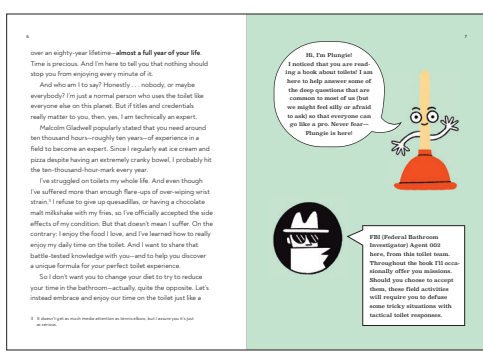 6
over an eighty-year lifetime—almost a full year of your life.
Time is precious. And I'm here to tell you that nothing should
stop you from enjoying every minute of it.
And who am I to say? Honestly . . . nobody, or maybe
everybody? I'm just a normal person who uses the toilet like
everyone else on this planet. But if titles and credentials
really matter to you, then, yes, I am technically an expert.
Malcolm Gladwell popularly stated that you need around
ten thousand hours—roughly ten years—of experience in a
field to become an expert. Since I regularly eat ice cream and
pizza despite having an extremely cranky bowel, I probably hit
the ten-thousand-hour-mark every year.
I've struggled on toilets my whole life. And even though
I've suffered more than enough flare-ups of over-wiping wrist
strain,³ I refuse to give up quesadillas, or having a chocolate
malt milkshake with my fries, so I've officially accepted the side
effects of my condition. But that doesn't mean I suffer. On the
contrary: I enjoy the food I love, and I've learned how to really
enjoy my daily time on the toilet. And I want to share that
battle-tested knowledge with you—and to help you discover
a unique formula for your perfect toilet experience.
So I don't want you to change your diet to try to reduce
your time in the bathroom—actually, quite the opposite. Let's
instead embrace and enjoy our time on the toilet just like a
3 It doesn't get as much media attention as tennis elbow, but I assure you it's just
as serious.
7
Hi, I'm Plungie!
I noticed that you are read-
ing a book about toilets! I am
here to help answer some of
the deep questions that are
common to most of us (but
we might feel silly or afraid
to ask) so that everyone can
go like a pro. Never fear—
Plungie is here!
FBI (Federal Bathroom
Investigator) Agent 002
here, from this toilet team.
Throughout the book I'll occa-
sionally offer you missions.
Should you choose to accept
them, these field activities
will require you to defuse
some tricky situations with
tactical toilet responses.